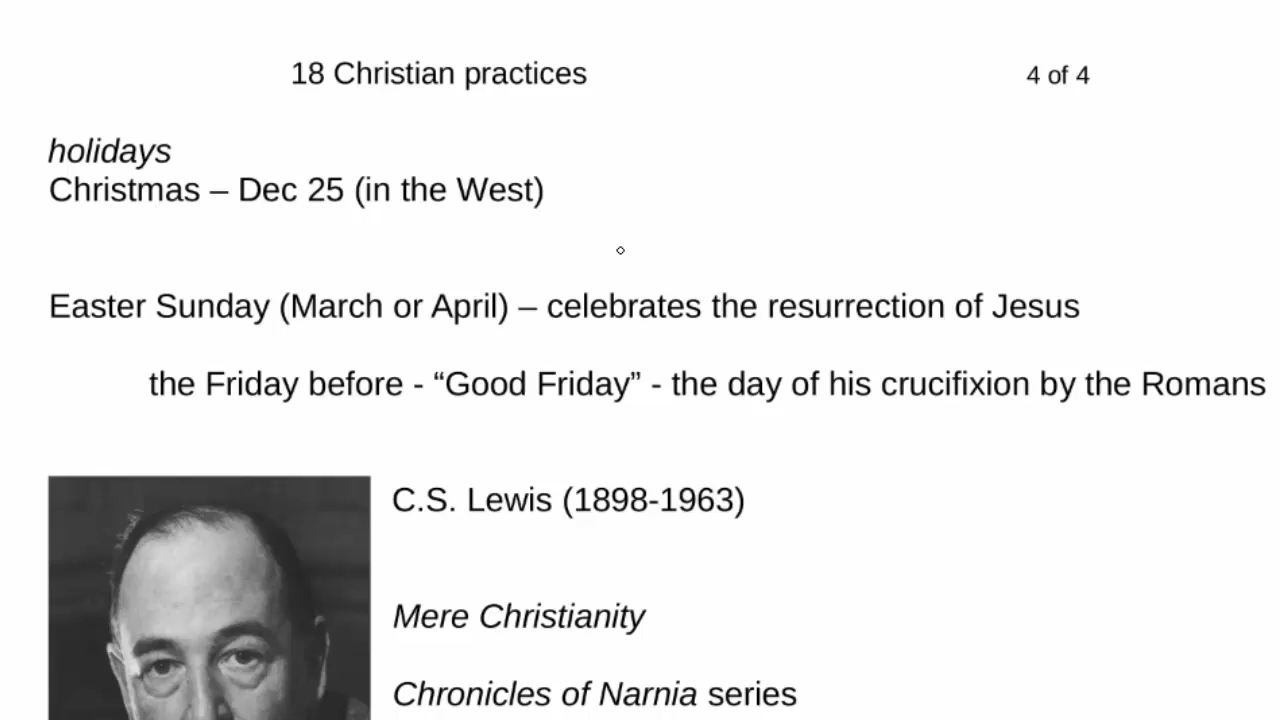 18 Christian practices 4 of 4
holidays
Christmas – Dec 25 (in the West)
Easter Sunday (March or April) – celebrates the resurrection of Jesus
the Friday before - “Good Friday” - the day of his crucifixion by the Romans
C.S. Lewis (1898-1963)
Mere Christianity
Chronicles of Narnia series